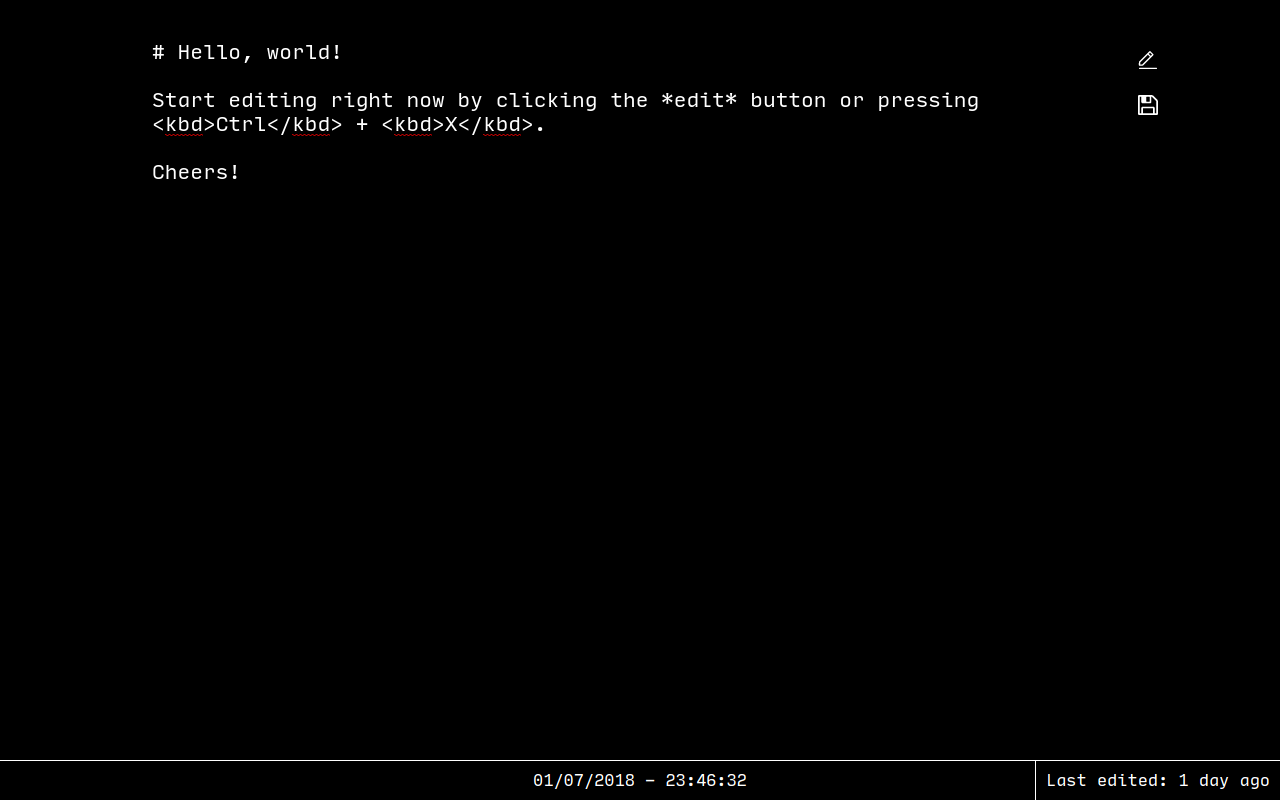 # Hello, world!
Start editing right now by clicking the *edit* button or pressing
<kbd>Ctrl</kbd> + <kbd>X</kbd>.
Cheers!
01/07/2018 — 23:46:32
Last edited: 1 day ago